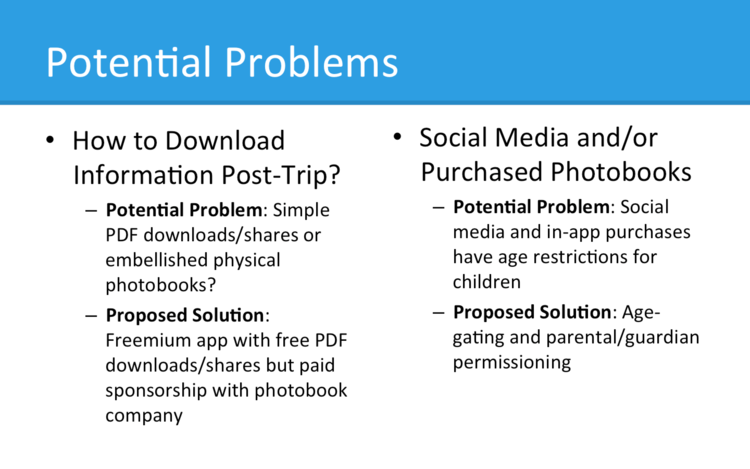 Potential Problems
• How to Download
Information Post-Trip?
– Potential Problem: Simple
PDF downloads/shares or
embellished physical
photobooks?
– Proposed Solution:
Freemium app with free PDF
downloads/shares but paid
sponsorship with photobook
company
• Social Media and/or
Purchased Photobooks
– Potential Problem: Social
media and in-app purchases
have age restrictions for
children
– Proposed Solution: Age-
gating and parental/guardian
permissioning